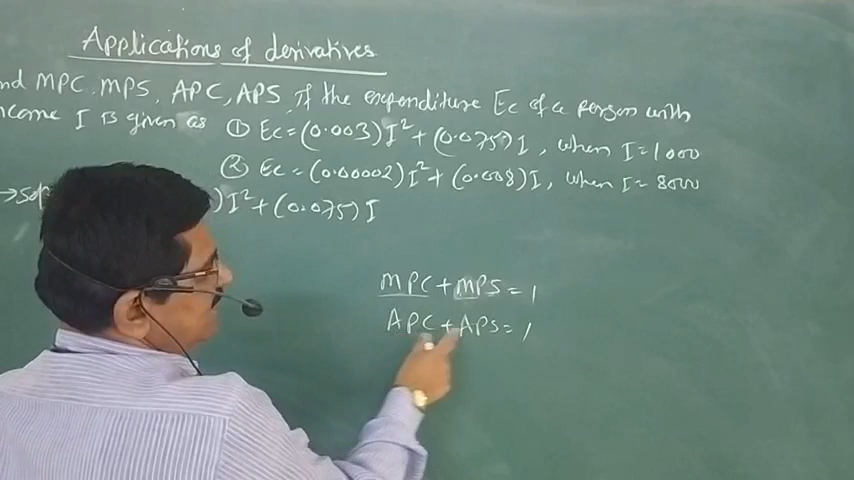 Applications of derivatives
nd MPC, MPS, APC, APS, If the expenditure Ec of a person with
ncome I is given as ① Ec=(0.003)I²+(0.075)I, when I=1000
② Ec=(0.00002)I²+(0.008)I, when I=8000
→ Sol )I²+(0.075)I
MPC+MPS=1
APC+APS=1